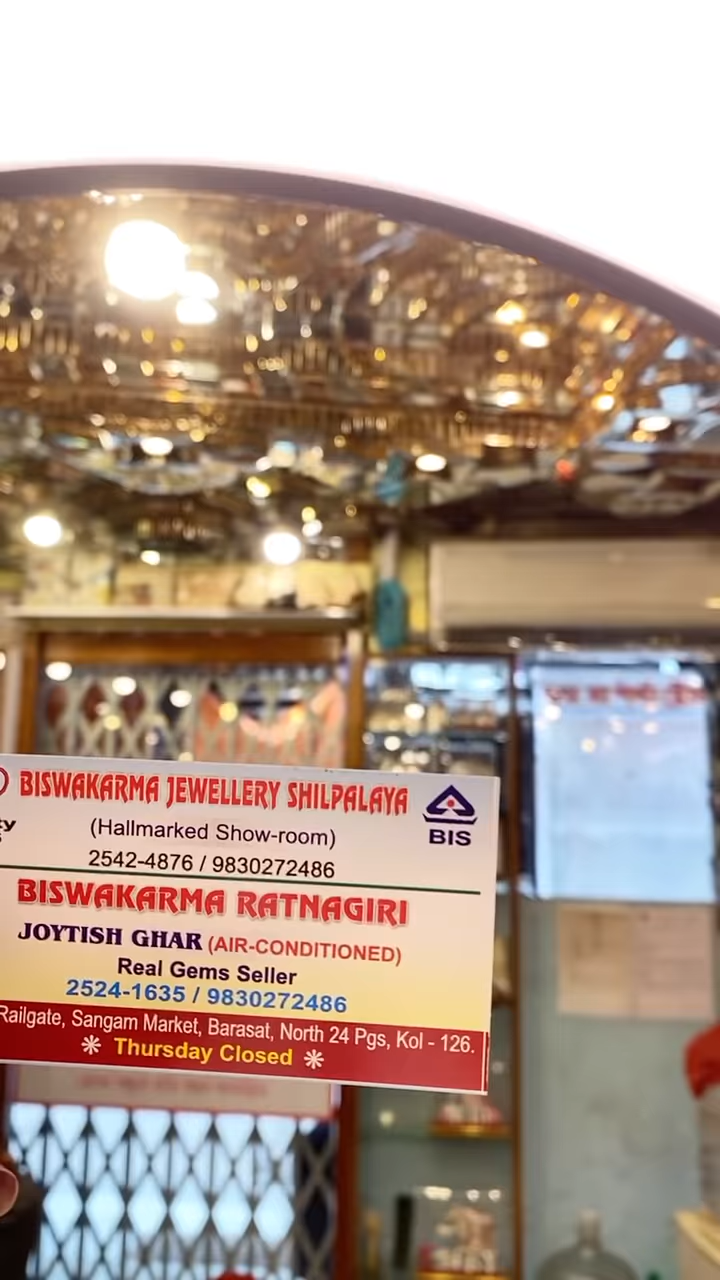 BISWAKARMA JEWELLERY SHILPALAYA
(Hallmarked Show-room)
BIS
2542-4876 / 9830272486
BISWAKARMA RATNAGIRI
JOYTISH GHAR (AIR-CONDITIONED)
Real Gems Seller
2524-1635 / 9830272486
Railgate, Sangam Market, Barasat, North 24 Pgs, Kol - 126.
Thursday Closed